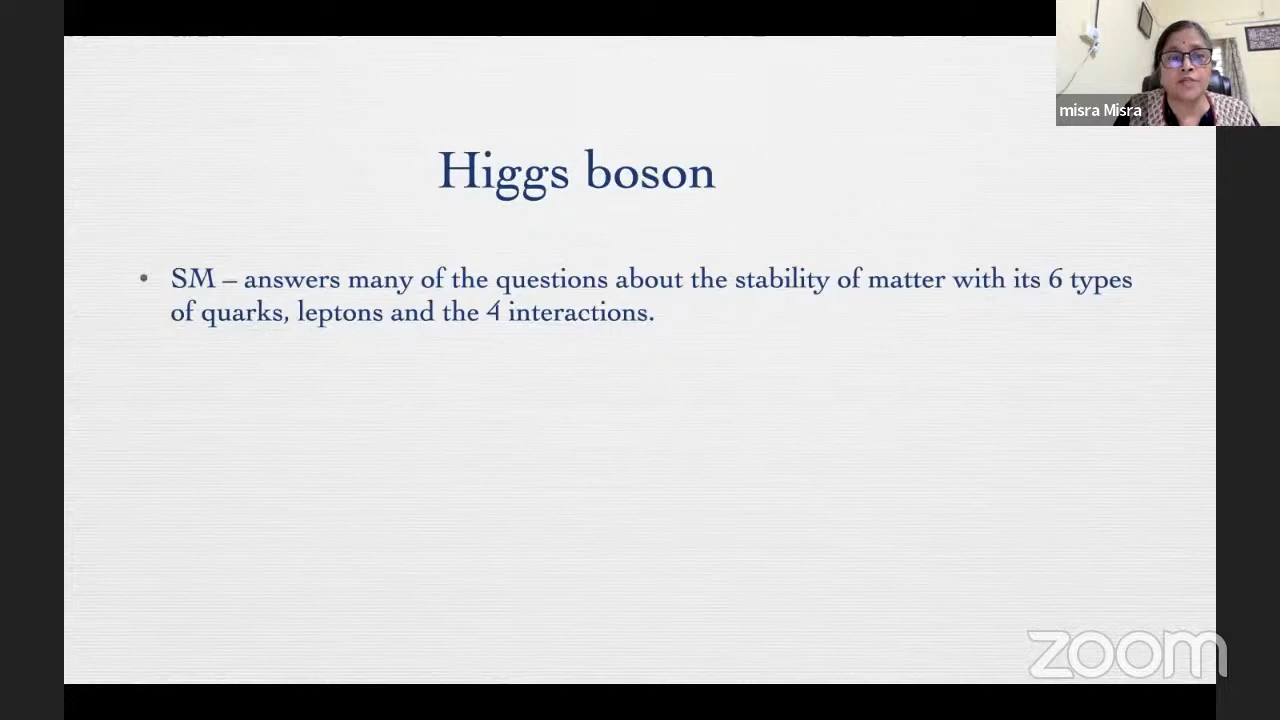 misra Misra
Higgs boson
• SM – answers many of the questions about the stability of matter with its 6 types
of quarks, leptons and the 4 interactions.
zoom